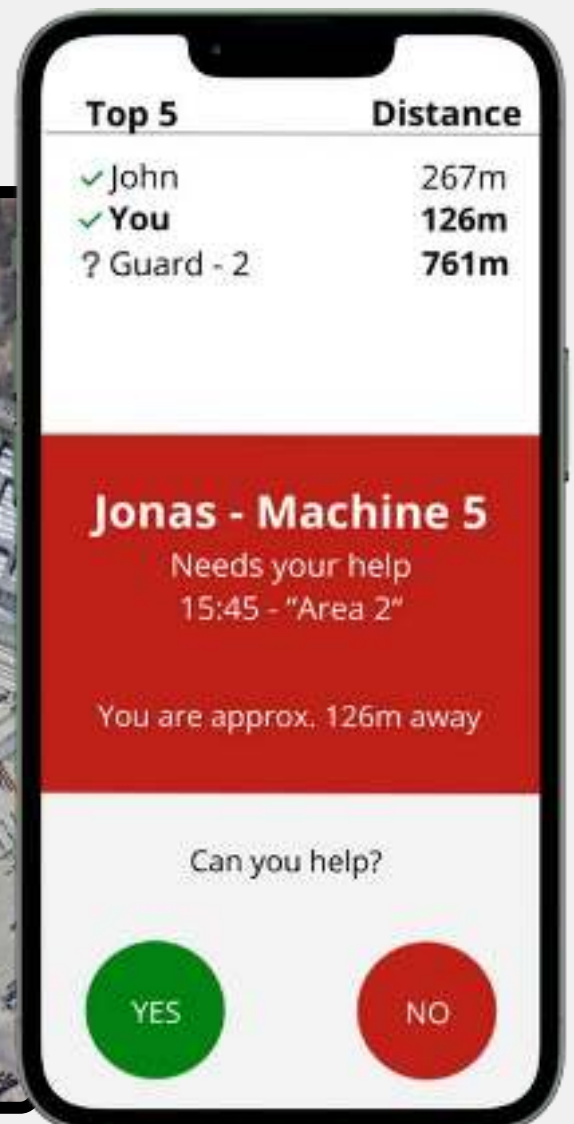 Top 5 Distance
✓ John 267m
✓ You 126m
? Guard - 2 761m
Jonas - Machine 5
Needs your help
15:45 - “Area 2“
You are approx. 126m away
Can you help?
YES NO